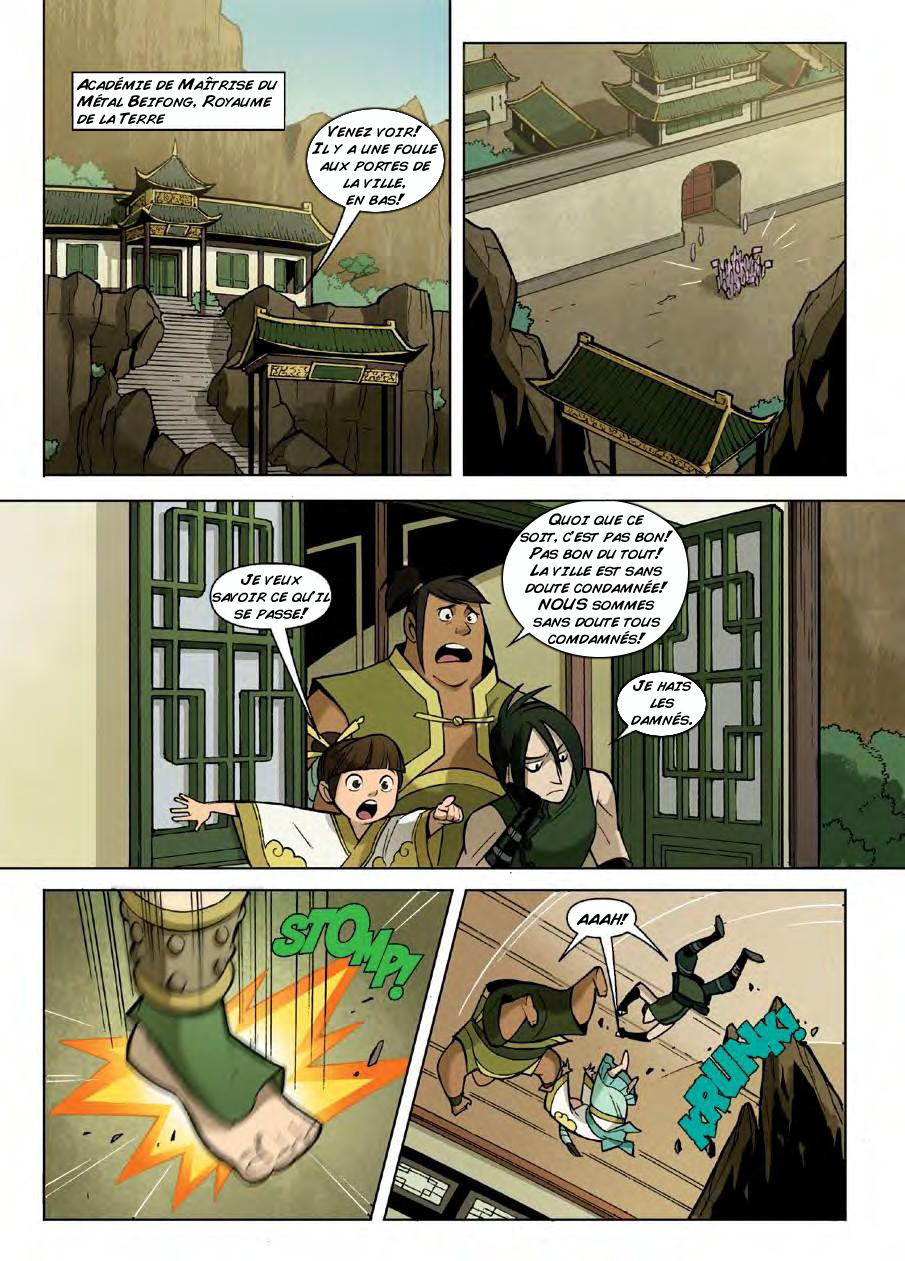 Académie de Maîtrise du
Métal Beifong, Royaume
de la Terre
Venez voir!
Il y a une foule
aux portes de
la ville,
en bas!
Je veux
savoir ce qu'il
se passe!
Quoi que ce
soit, c'est pas bon!
Pas bon du tout!
La ville est sans
doute condamnée!
NOUS sommes
sans doute tous
comdamnés!
Je hais
les
damnés.
STOMP!
AAAH!
KRUNK!